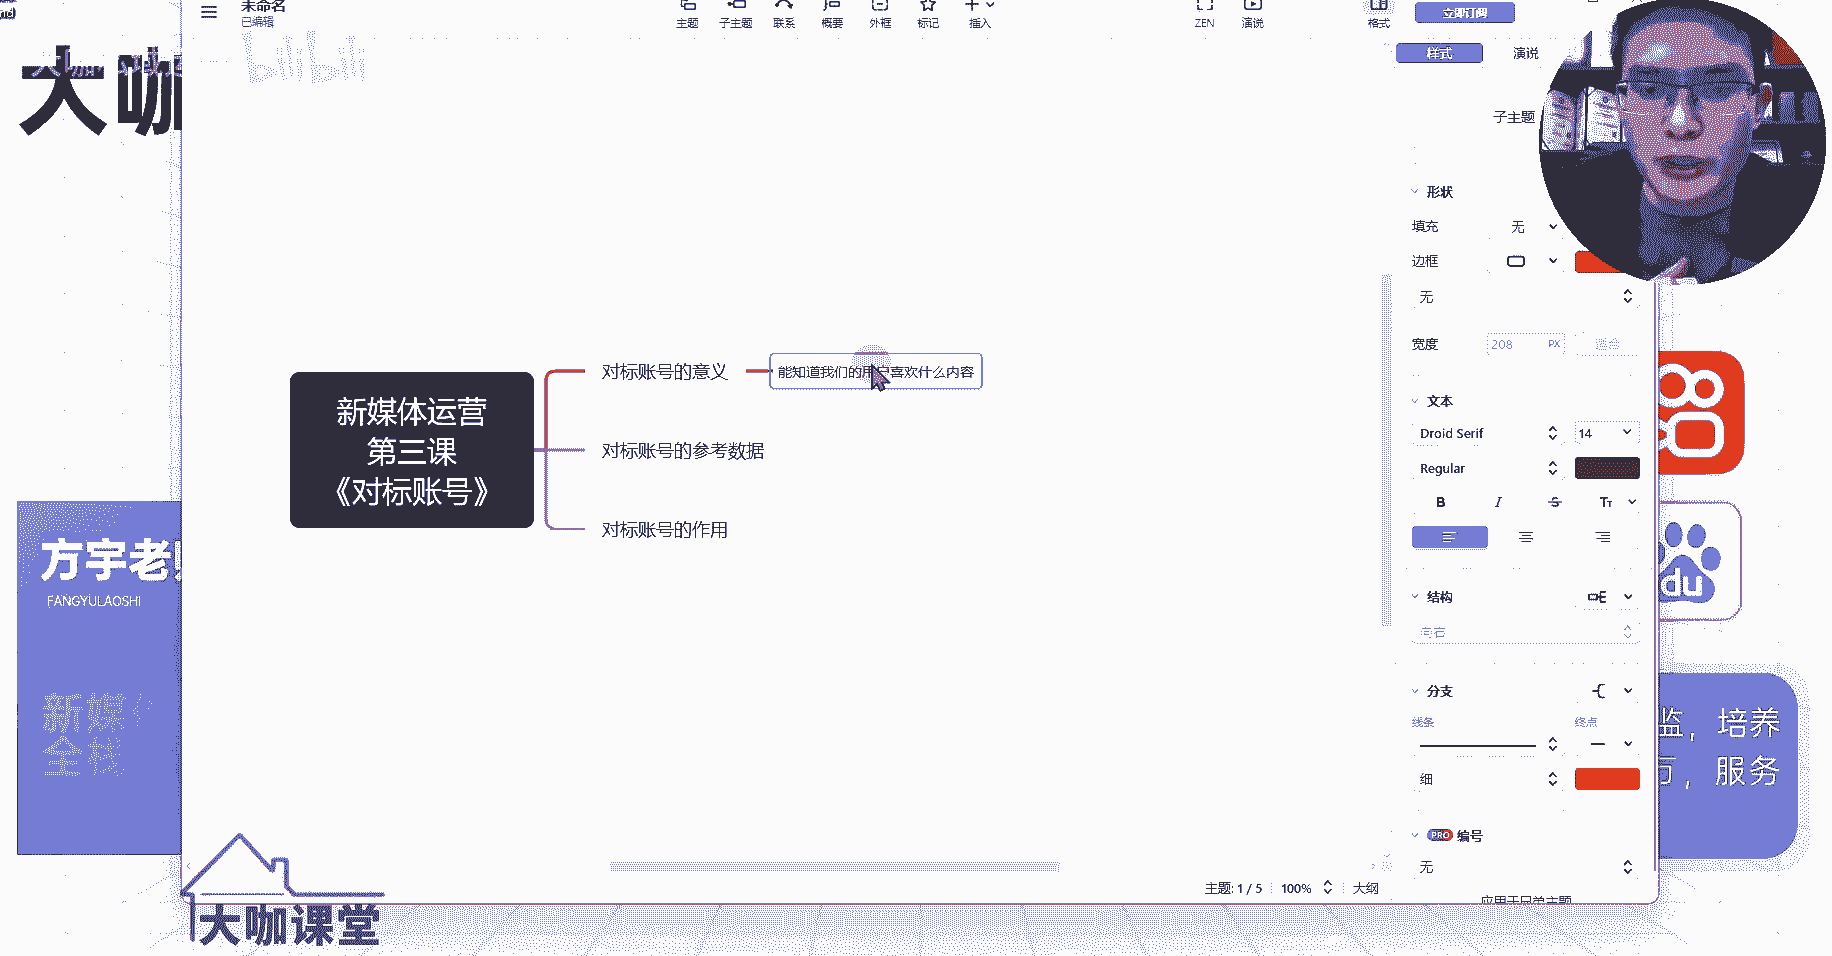 未命名
已编辑
主题
子主题
联系
概要
外框
标记
插入
ZEN
演说
格式
立即订阅
样式
演说
bilibili
大咖
子主题
形状
填充
无
边框
无
宽度
208
PX
文本
Droid Serif
14
Regular
B
I
S
TT
结构
向右
分支
线条
终点
细
PRO
编号
无
新媒体运营
第三课
《对标账号》
对标账号的意义
能知道我们的用户喜欢什么内容
对标账号的参考数据
对标账号的作用
方宇老
FANGYULAOSHI
新媒
全栈
du
监，培养
，服务
主题: 1 / 5
100%
大纲
应用于兄弟主题
大咖课堂